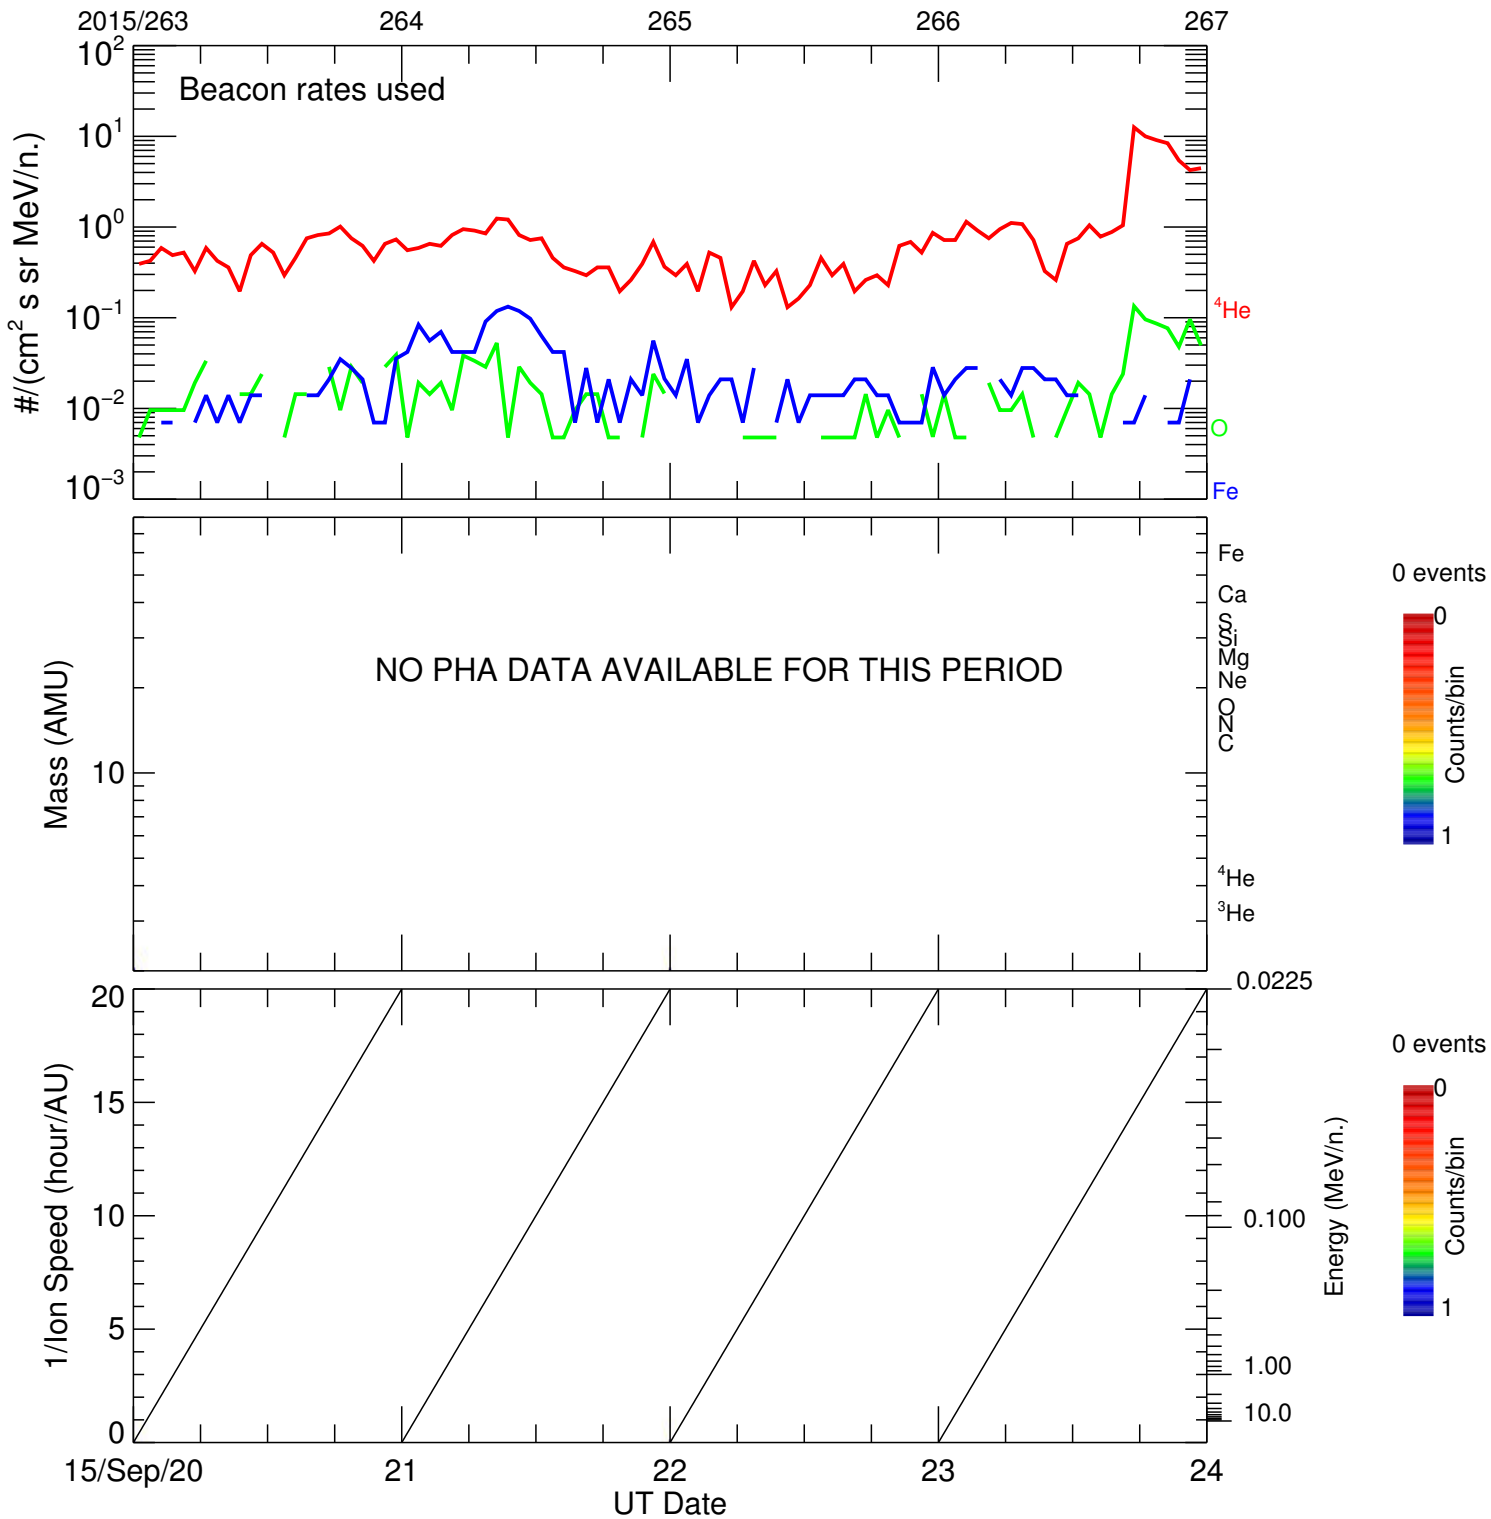 2015/263 264 265 266 267
10²
Beacon rates used
10¹
10⁰
10⁻¹
10⁻²
10⁻³
#/(cm² s sr MeV/n.)
⁴He
O
Fe
Mass (AMU)
10
NO PHA DATA AVAILABLE FOR THIS PERIOD
Fe
Ca
S
Si
Mg
Ne
O
N
C
⁴He
³He
0 events
0
Counts/bin
1
1/Ion Speed (hour/AU)
20
15
10
5
0
0.0225
0.100
1.00
10.0
Energy (MeV/n.)
0 events
0
Counts/bin
1
15/Sep/20 21 22 23 24
UT Date